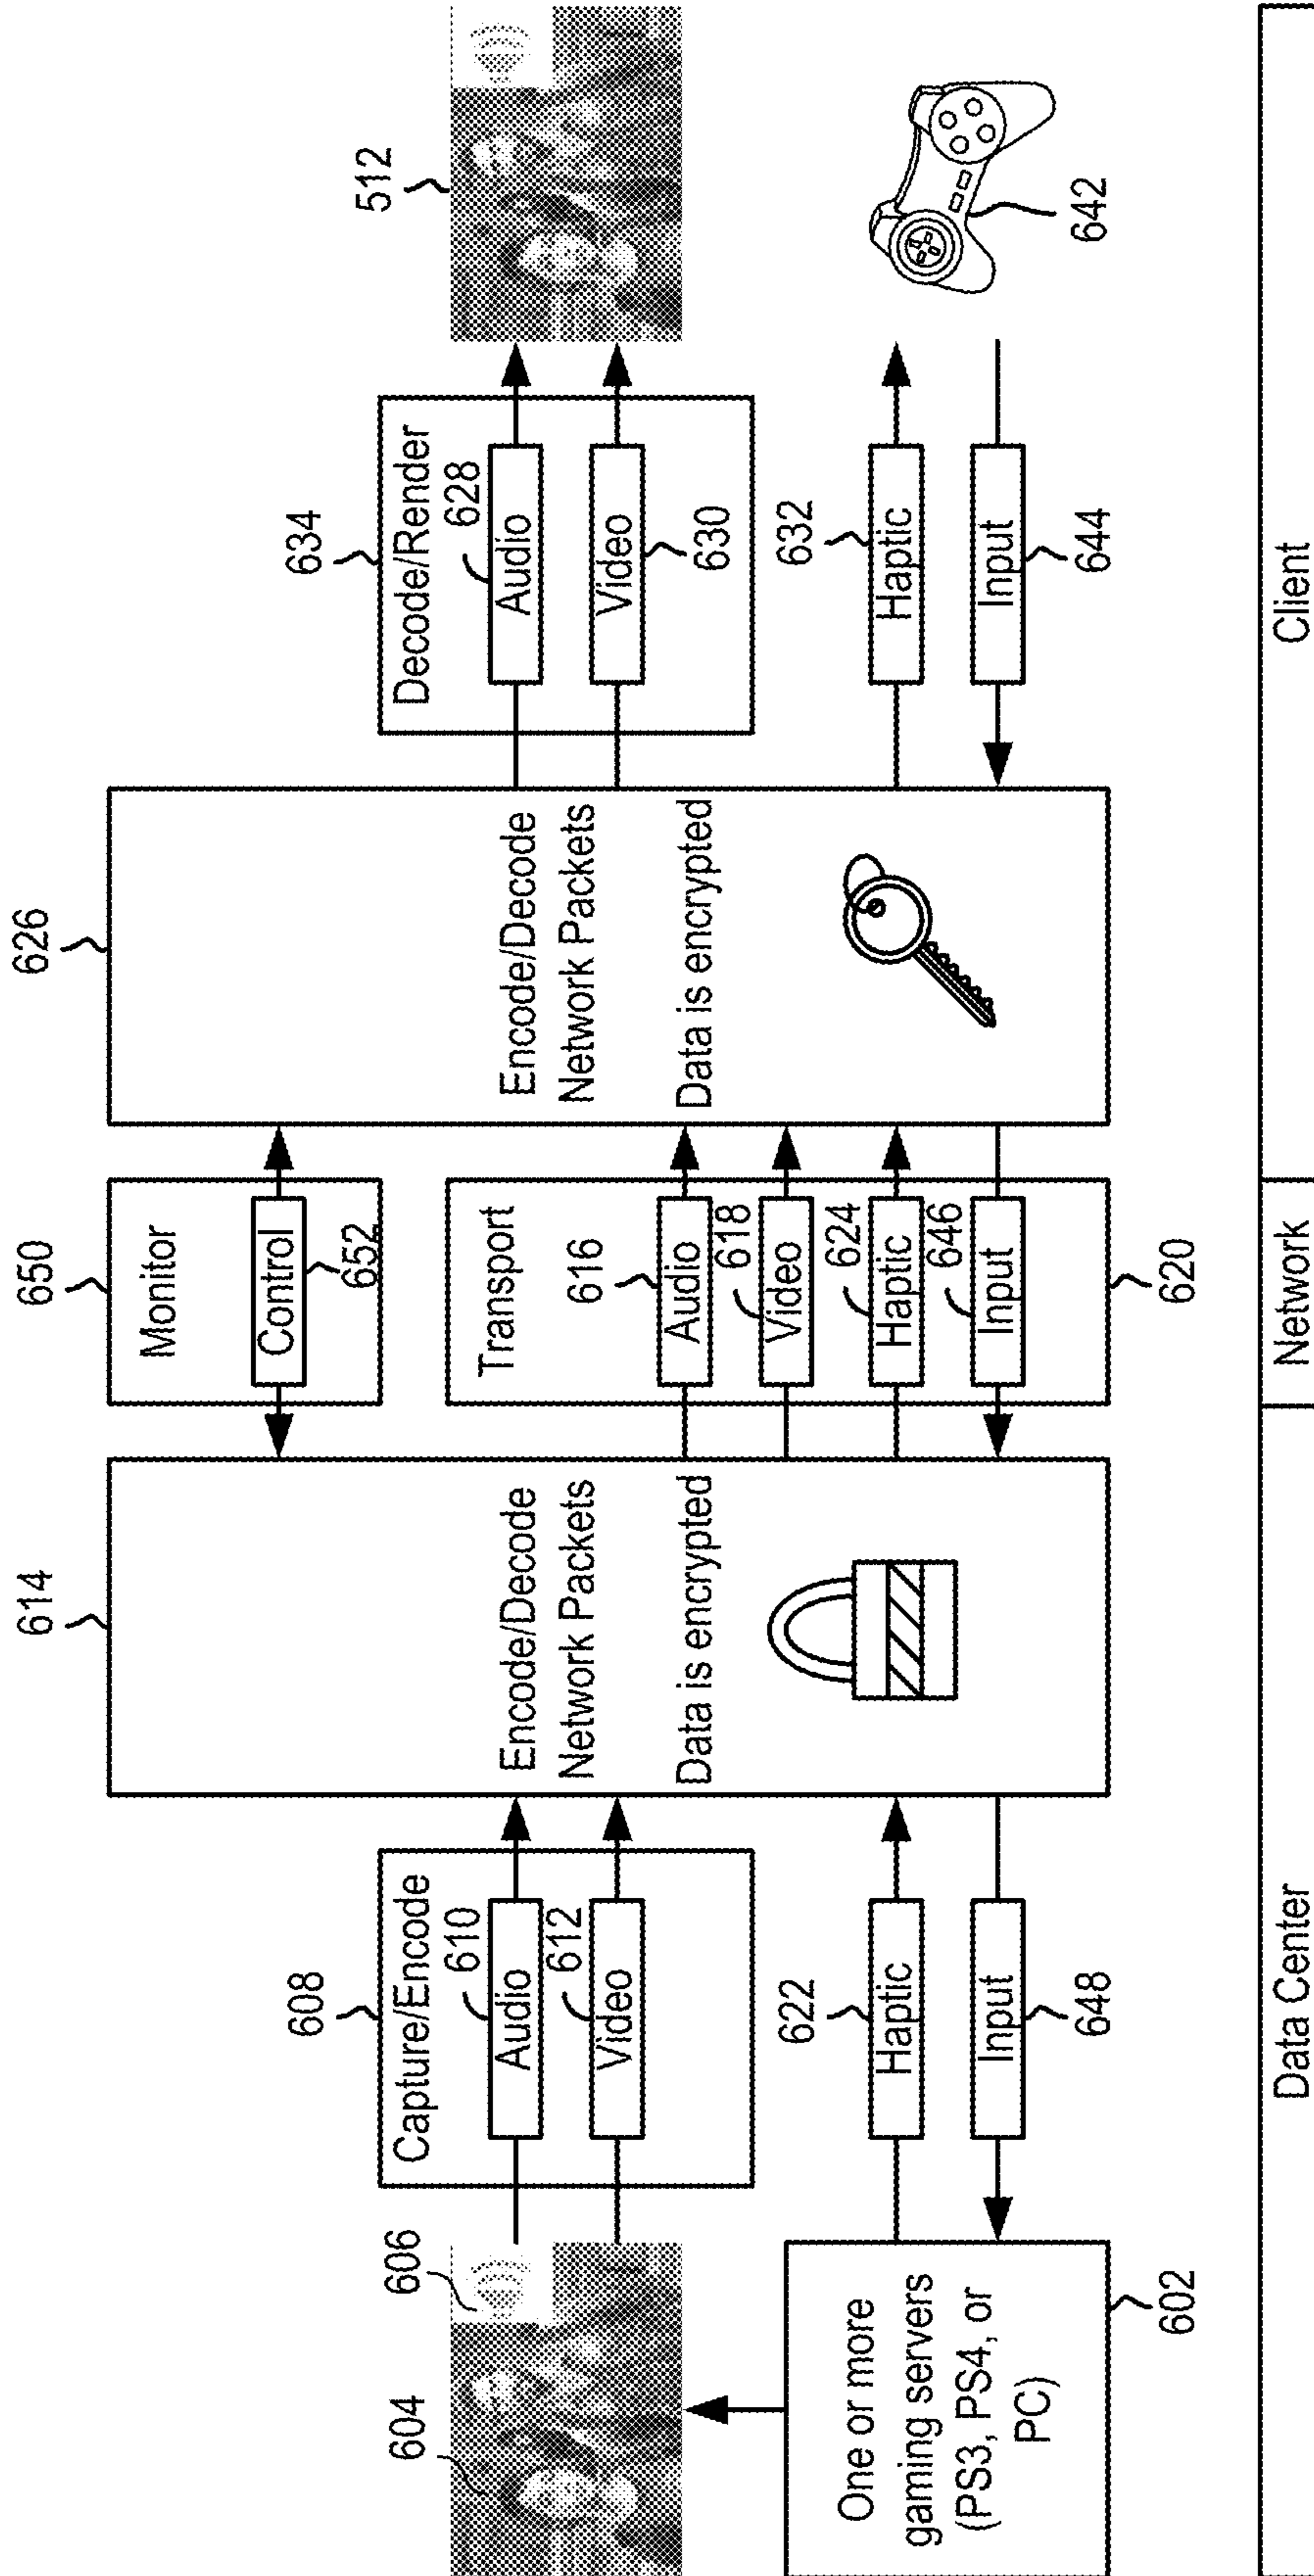 604
606
One or more
gaming servers
(PS3, PS4, or
PC)
602
608
Capture/Encode
610
Audio
612
Video
622
Haptic
Input
648
614
Encode/Decode
Network Packets
Data is encrypted
650
Monitor
Control
652
Transport
616
Audio
618
Video
624
Haptic
646
Input
620
626
Encode/Decode
Network Packets
Data is encrypted
634
Decode/Render
628
Audio
Video
630
632
Haptic
Input
644
512
642
Data Center
Network
Client